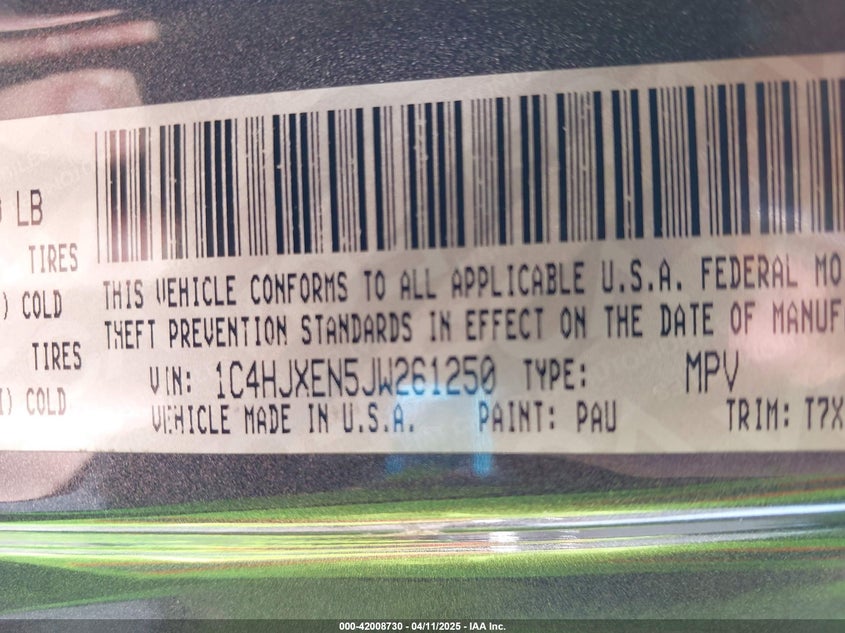 LB
TIRES
) COLD
TIRES
I) COLD
THIS VEHICLE CONFORMS TO ALL APPLICABLE U.S.A. FEDERAL MO
THEFT PREVENTION STANDARDS IN EFFECT ON THE DATE OF MANUF
VIN: 1C4HJXEN5JW261250 TYPE: MPV
VEHICLE MADE IN U.S.A. PAINT: PAU TRIM: T7X
000-42008730 - 04/11/2025 - IAA Inc.